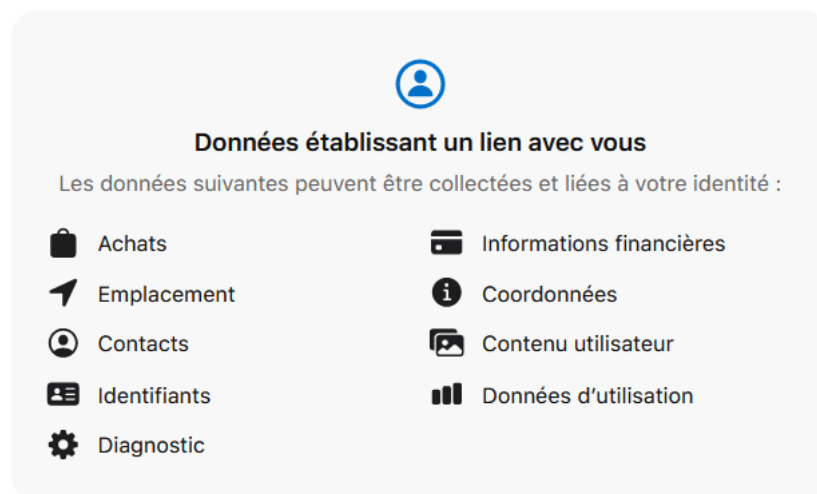 Données établissant un lien avec vous
Les données suivantes peuvent être collectées et liées à votre identité :
Achats
Informations financières
Emplacement
Coordonnées
Contacts
Contenu utilisateur
Identifiants
Données d’utilisation
Diagnostic